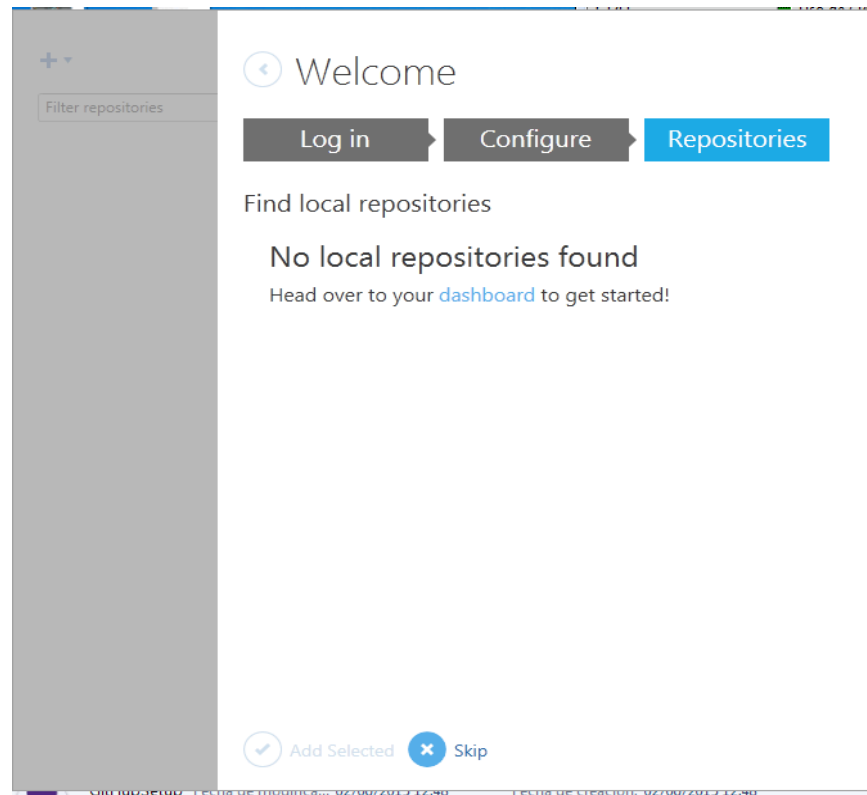 Welcome
Filter repositories
Log in
Configure
Repositories
Find local repositories
No local repositories found
Head over to your dashboard to get started!
Add Selected
Skip